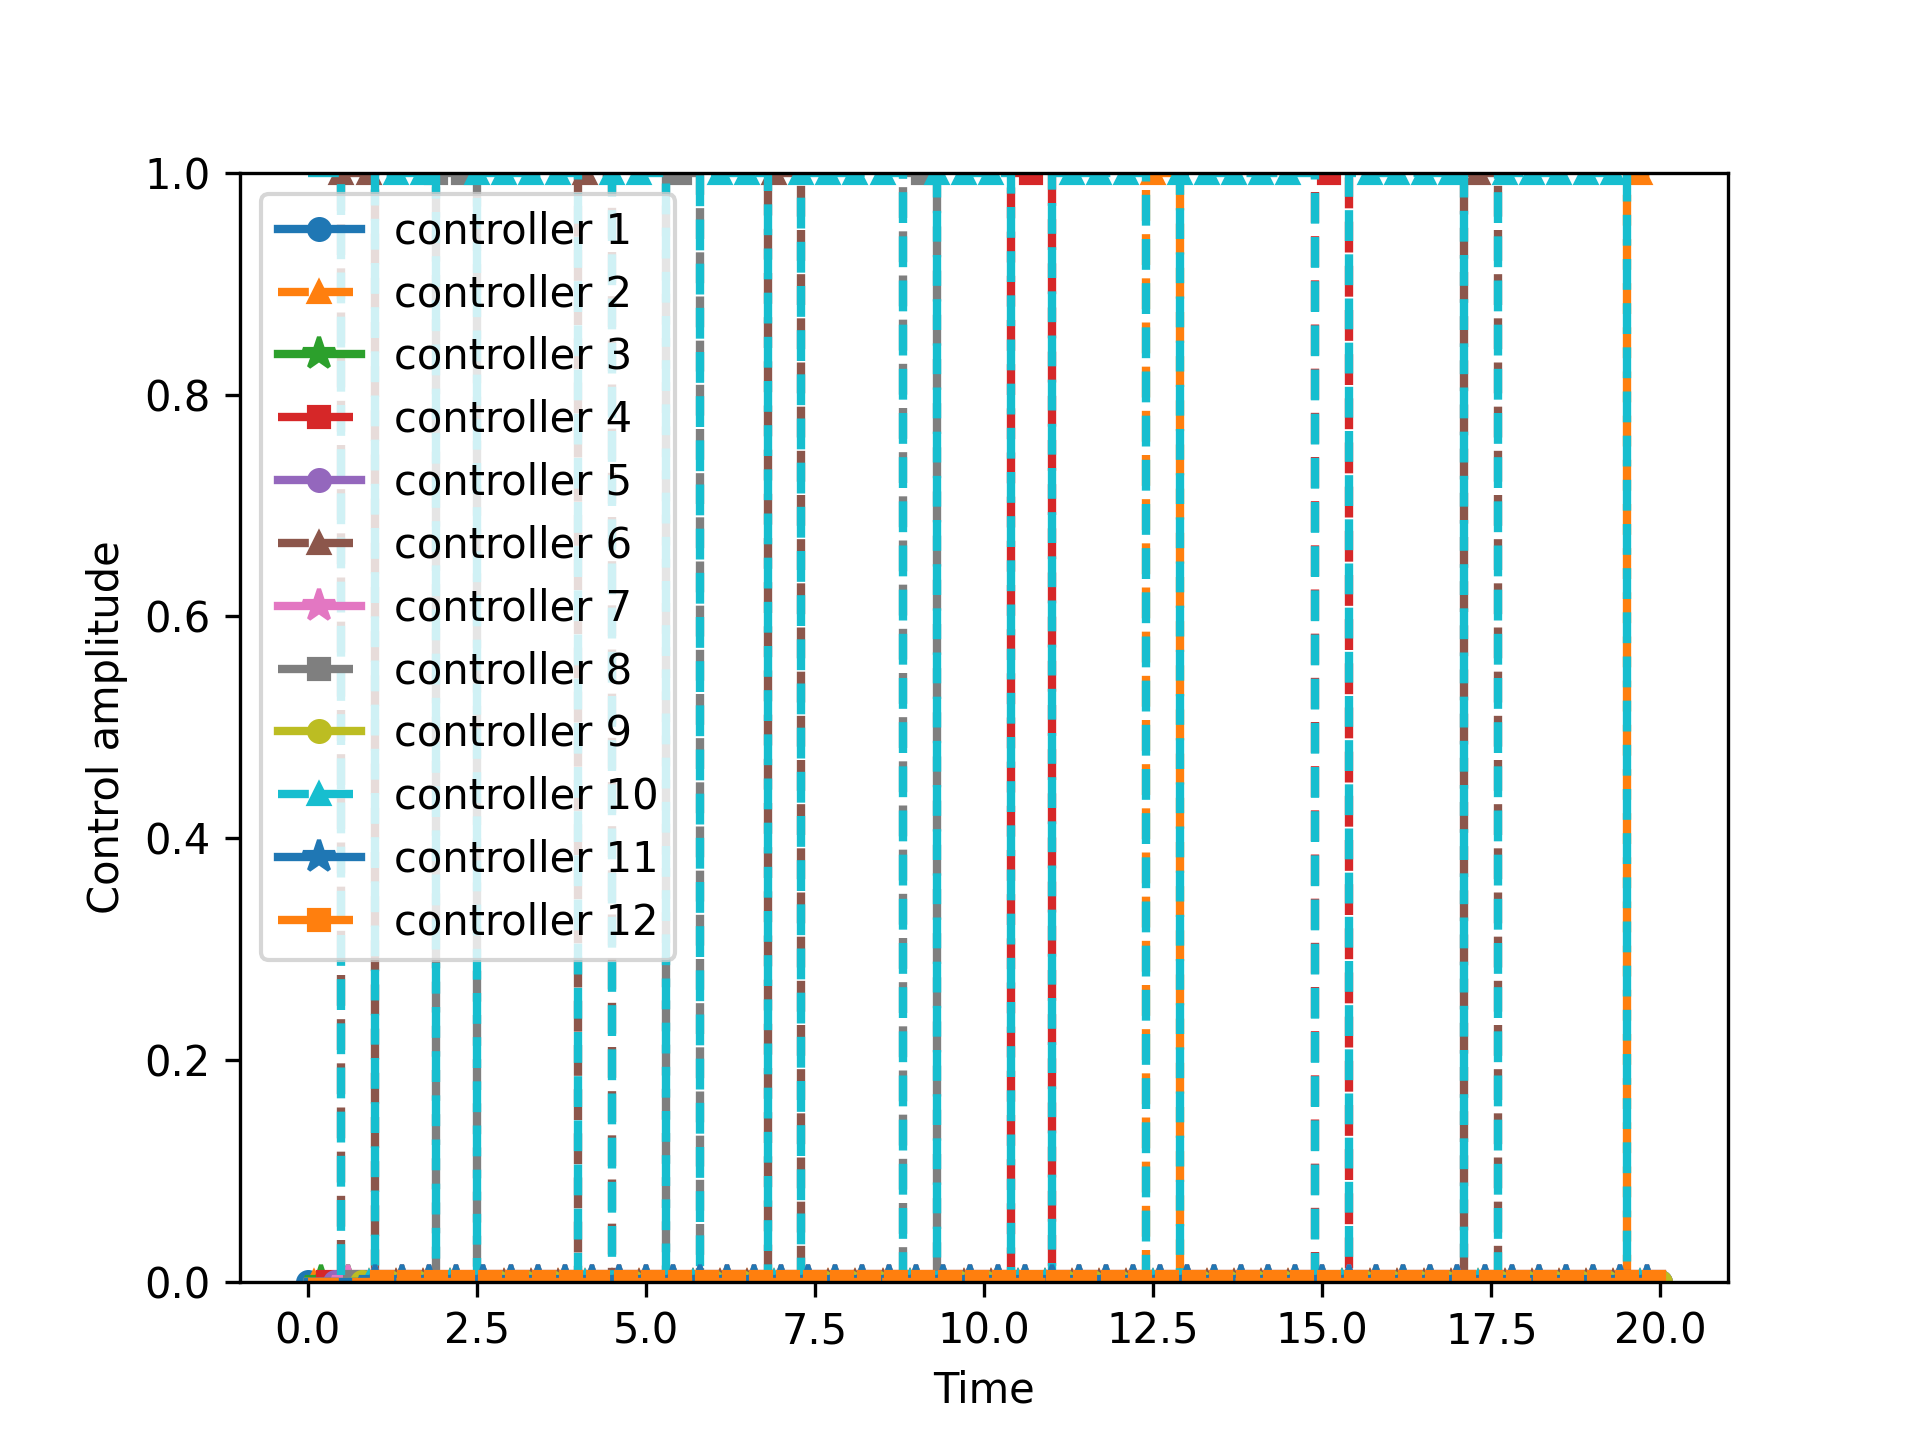 1.0
0.8
0.6
0.4
0.2
0.0
Control amplitude
controller 1
controller 2
controller 3
controller 4
controller 5
controller 6
controller 7
controller 8
controller 9
controller 10
controller 11
controller 12
0.0 2.5 5.0 7.5 10.0 12.5 15.0 17.5 20.0
Time